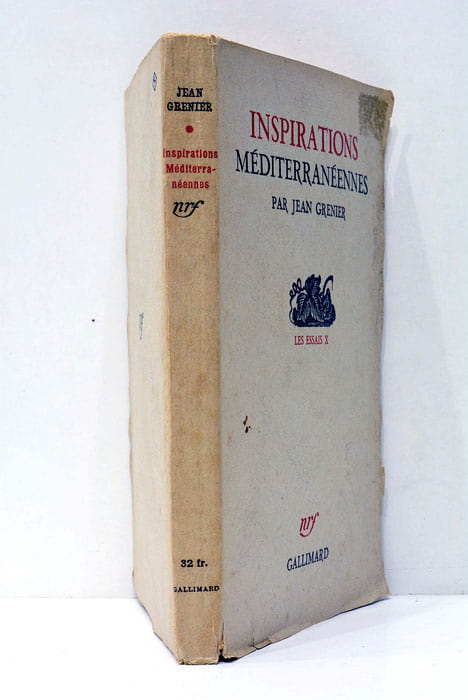 JEAN
GRENIER
Inspirations
Méditerra-
néennes
nrf
32 fr.
GALLIMARD
INSPIRATIONS
MÉDITERRANÉENNES
PAR JEAN GRENIER
LES ESSAIS X
nrf
GALLIMARD